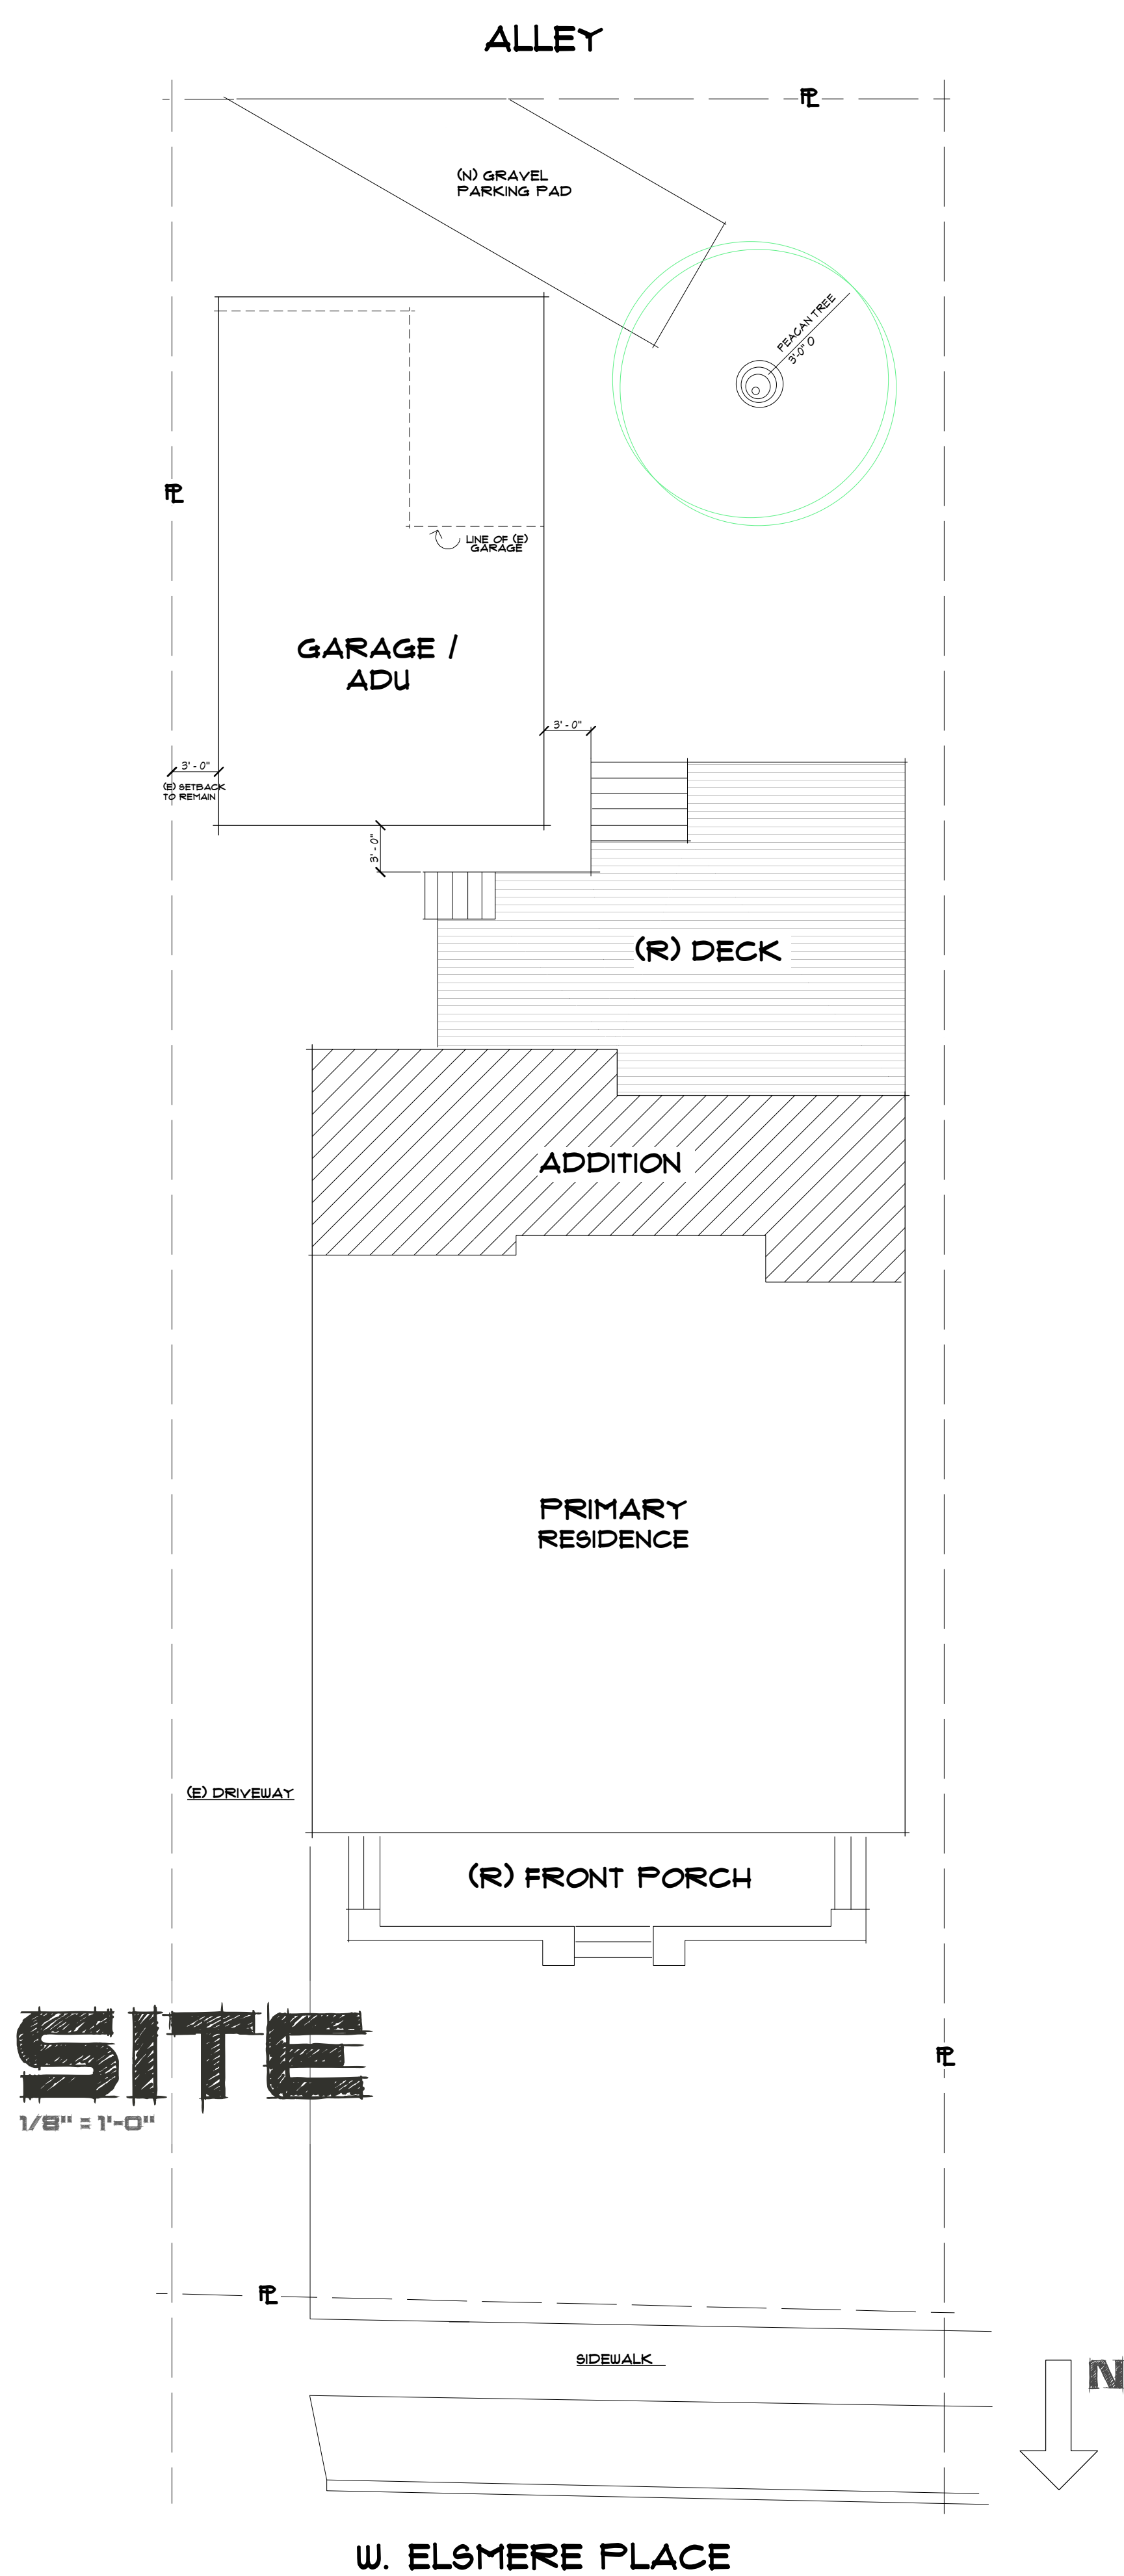 ALLEY
PL
(N) GRAVEL
PARKING PAD
PEACAN TREE
3'-0" O
PL
LINE OF (E)
GARAGE
GARAGE /
ADU
3' - 0"
3' - 0"
(E) SETBACK
TO REMAIN
3' - 0"
(R) DECK
ADDITION
PRIMARY
RESIDENCE
(E) DRIVEWAY
(R) FRONT PORCH
SITE
1/8" = 1'-0"
PL
PL
SIDEWALK
N
W. ELSMERE PLACE